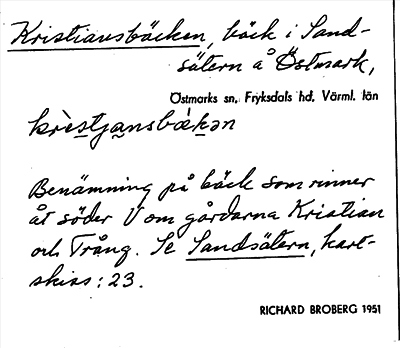 Kristiansbäcken, bäck i Sand-
sätern å Östmark,
Östmarks sn, Fryksdals hd, Värml. län
krìstjansbäkən
Benämning på bäck som rinner
åt söder V om gårdarna Kristian
och Trång. Se Sandsätern, kart-
skiss: 23.
RICHARD BROBERG 1951